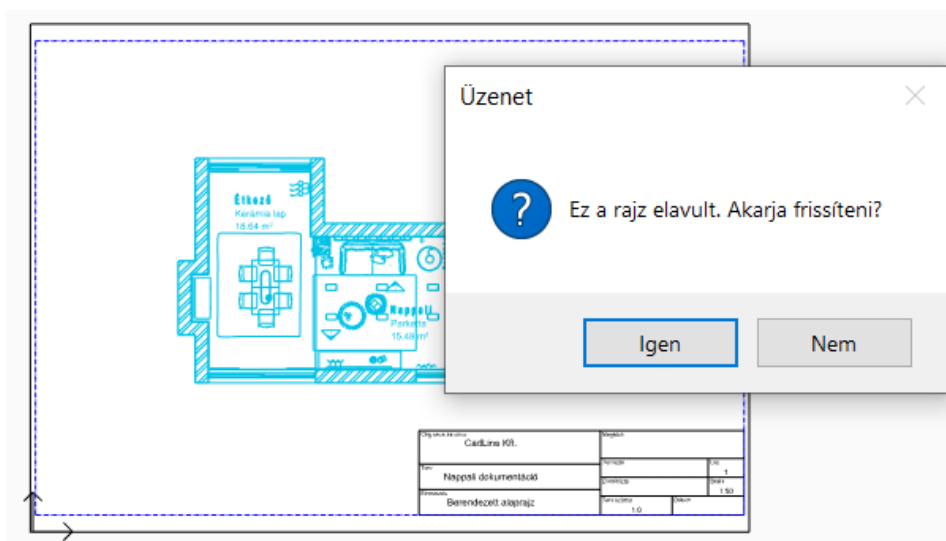 Üzenet
Ez a rajz elavult. Akarja frissíteni?
Igen
Nem
Étkező
Kerámia lap
18.64 m²
Nappali
Parketta
15.48 m²
CadLine Kft.
Terv
Nappali dokumentáció
Berendezett alaprajz
1
1:50
1.0